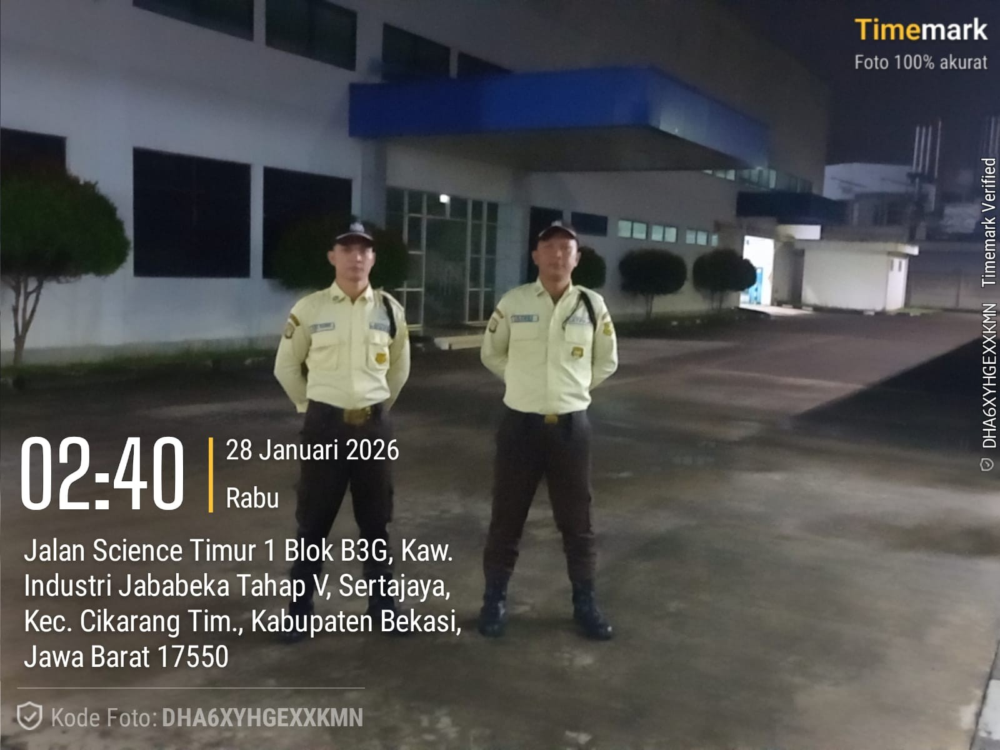 Timemark
Foto 100% akurat
02:40
28 Januari 2026
Rabu
Jalan Science Timur 1 Blok B3G, Kaw.
Industri Jababeka Tahap V, Sertajaya,
Kec. Cikarang Tim., Kabupaten Bekasi,
Jawa Barat 17550
Kode Foto: DHA6XYHGEXXKMN
DHA6XYHGEXXKMN Timemark Verified